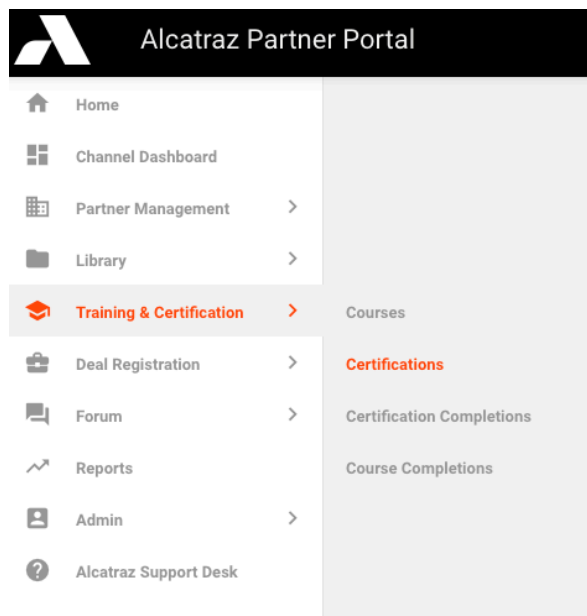 Alcatraz Partner Portal
Home
Channel Dashboard
Partner Management
Library
Training & Certification
Courses
Deal Registration
Certifications
Forum
Certification Completions
Reports
Course Completions
Admin
Alcatraz Support Desk